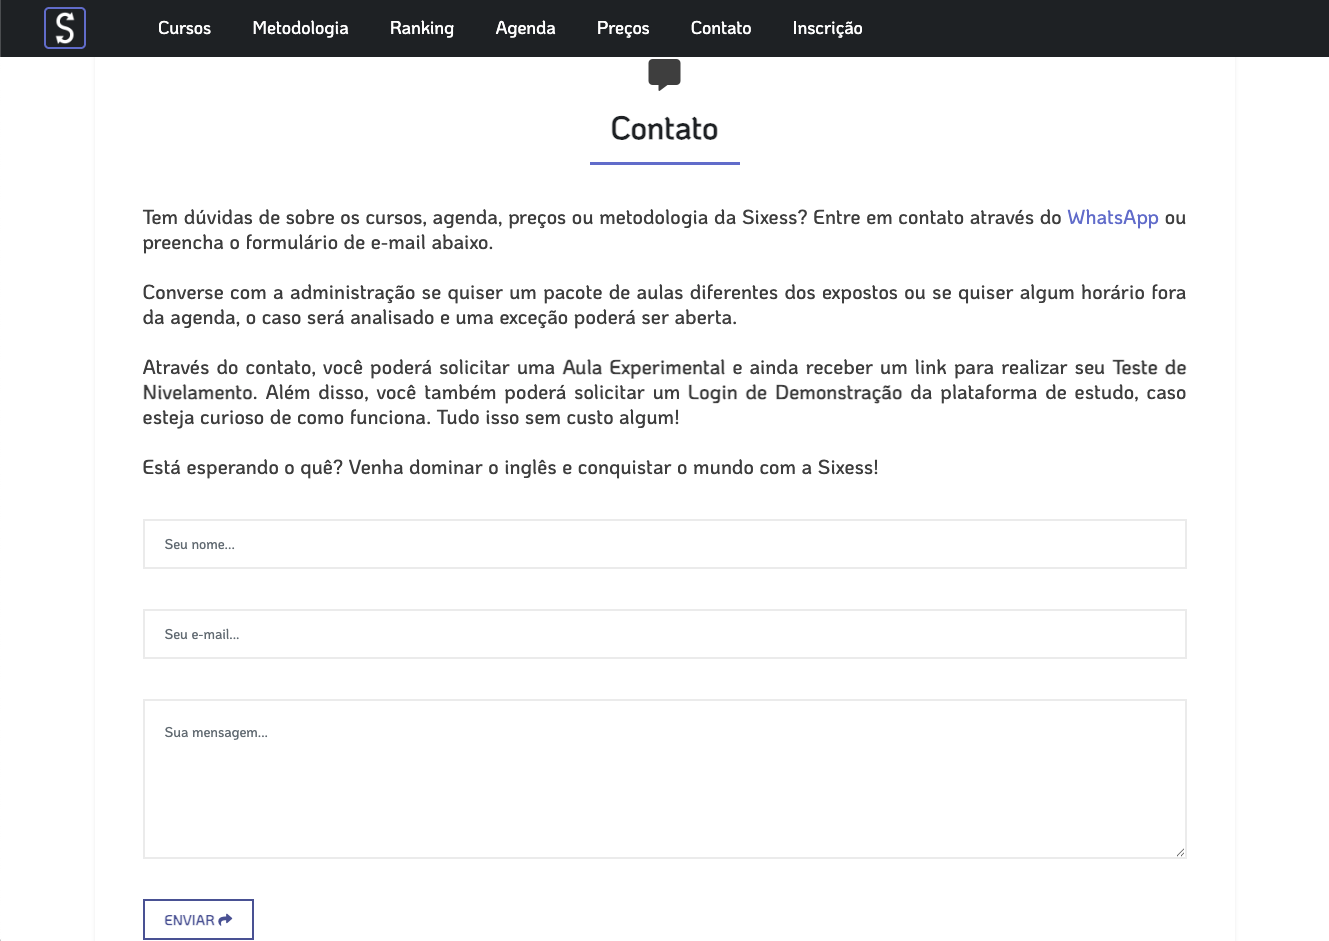 S
Cursos Metodologia Ranking Agenda Preços Contato Inscrição
Contato
Tem dúvidas de sobre os cursos, agenda, preços ou metodologia da Sixess? Entre em contato através do WhatsApp ou
preencha o formulário de e-mail abaixo.
Converse com a administração se quiser um pacote de aulas diferentes dos expostos ou se quiser algum horário fora
da agenda, o caso será analisado e uma exceção poderá ser aberta.
Através do contato, você poderá solicitar uma Aula Experimental e ainda receber um link para realizar seu Teste de
Nivelamento. Além disso, você também poderá solicitar um Login de Demonstração da plataforma de estudo, caso
esteja curioso de como funciona. Tudo isso sem custo algum!
Está esperando o quê? Venha dominar o inglês e conquistar o mundo com a Sixess!
Seu nome...
Seu e-mail...
Sua mensagem...
ENVIAR